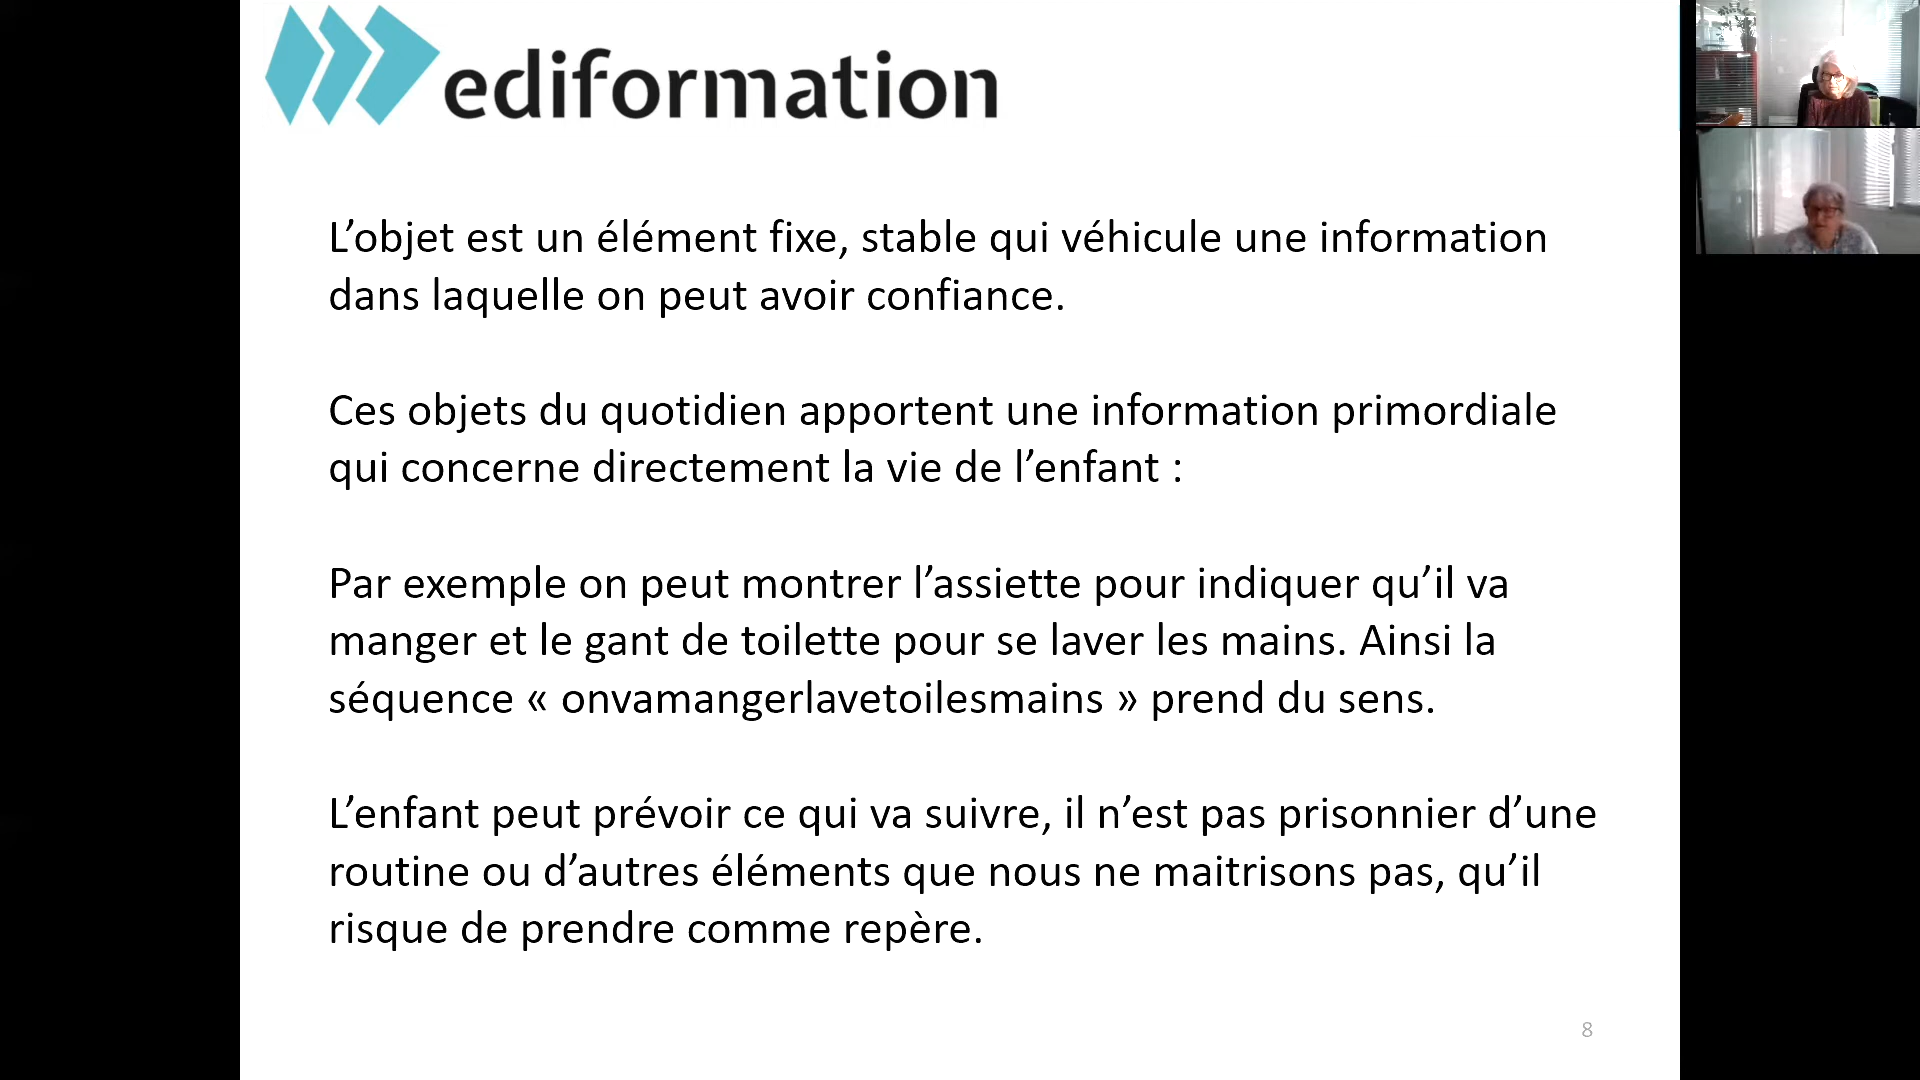 ediformation
L’objet est un élément fixe, stable qui véhicule une information
dans laquelle on peut avoir confiance.
Ces objets du quotidien apportent une information primordiale
qui concerne directement la vie de l’enfant :
Par exemple on peut montrer l’assiette pour indiquer qu’il va
manger et le gant de toilette pour se laver les mains. Ainsi la
séquence « onvamangerlavetoilesmains » prend du sens.
L’enfant peut prévoir ce qui va suivre, il n’est pas prisonnier d’une
routine ou d’autres éléments que nous ne maitrisons pas, qu’il
risque de prendre comme repère.
8